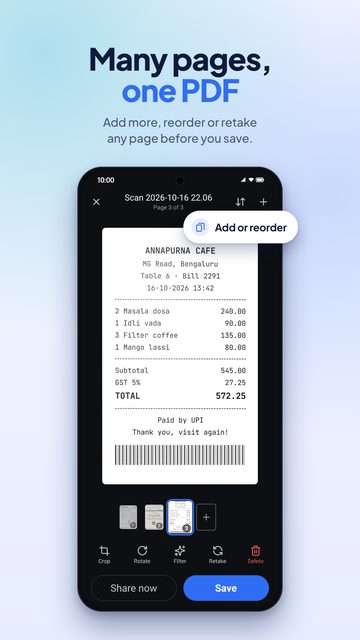 Many pages,
one PDF
Add more, reorder or retake
any page before you save.
10:00
Scan 2026-10-16 22.06
Page 3 of 3
Add or reorder
ANNAPURNA CAFE
MG Road, Bengaluru
Table 6 · Bill 2291
16-10-2026 13:42
2 Masala dosa 240.00
1 Idli vada 90.00
3 Filter coffee 135.00
1 Mango lassi 80.00
Subtotal 545.00
GST 5% 27.25
TOTAL 572.25
Paid by UPI
Thank you, visit again!
3
Crop Rotate Filter Retake Delete
Share now Save